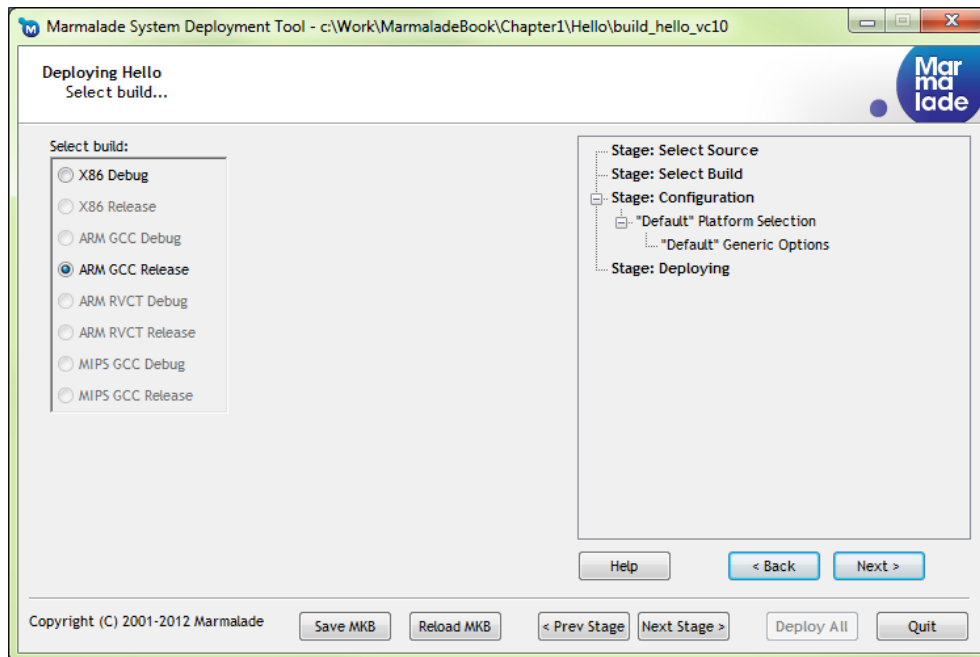 Marmalade System Deployment Tool - c:\Work\MarmaladeBook\Chapter1\Hello\build_hello_vc10
Deploying Hello
Select build...
Mar
ma
lade
Select build:
X86 Debug
X86 Release
ARM GCC Debug
ARM GCC Release
ARM RVCT Debug
ARM RVCT Release
MIPS GCC Debug
MIPS GCC Release
Stage: Select Source
Stage: Select Build
Stage: Configuration
"Default" Platform Selection
"Default" Generic Options
Stage: Deploying
Help
< Back
Next >
Copyright (C) 2001-2012 Marmalade
Save MKB
Reload MKB
< Prev Stage
Next Stage >
Deploy All
Quit